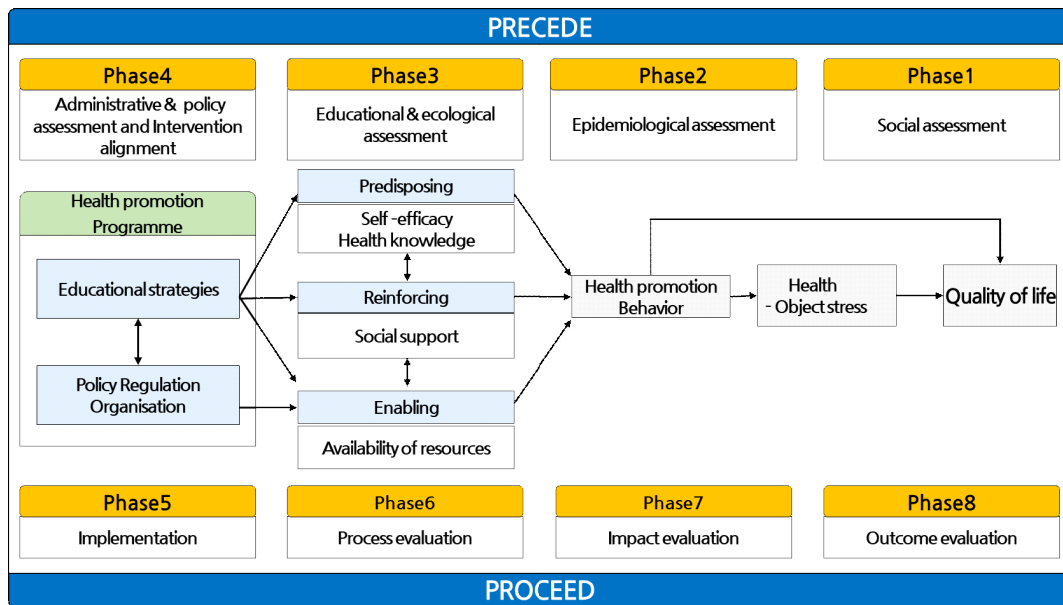 PRECEDE
Phase4
Phase3
Phase2
Phase1
Administrative & policy
assessment and Intervention
alignment
Educational & ecological
assessment
Epidemiological assessment
Social assessment
Health promotion
Programme
Educational strategies
Policy Regulation
Organisation
Predisposing
Self -efficacy
Health knowledge
Reinforcing
Social support
Enabling
Availability of resources
Health promotion
Behavior
Health
- Object stress
Quality of life
Phase5
Phase6
Phase7
Phase8
Implementation
Process evaluation
Impact evaluation
Outcome evaluation
PROCEED